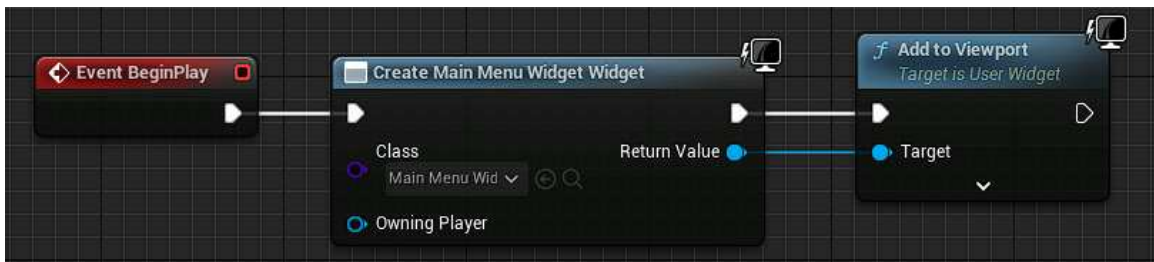 Event BeginPlay
Create Main Menu Widget Widget
Class
Main Menu Wid
Return Value
Owning Player
f Add to Viewport
Target is User Widget
Target